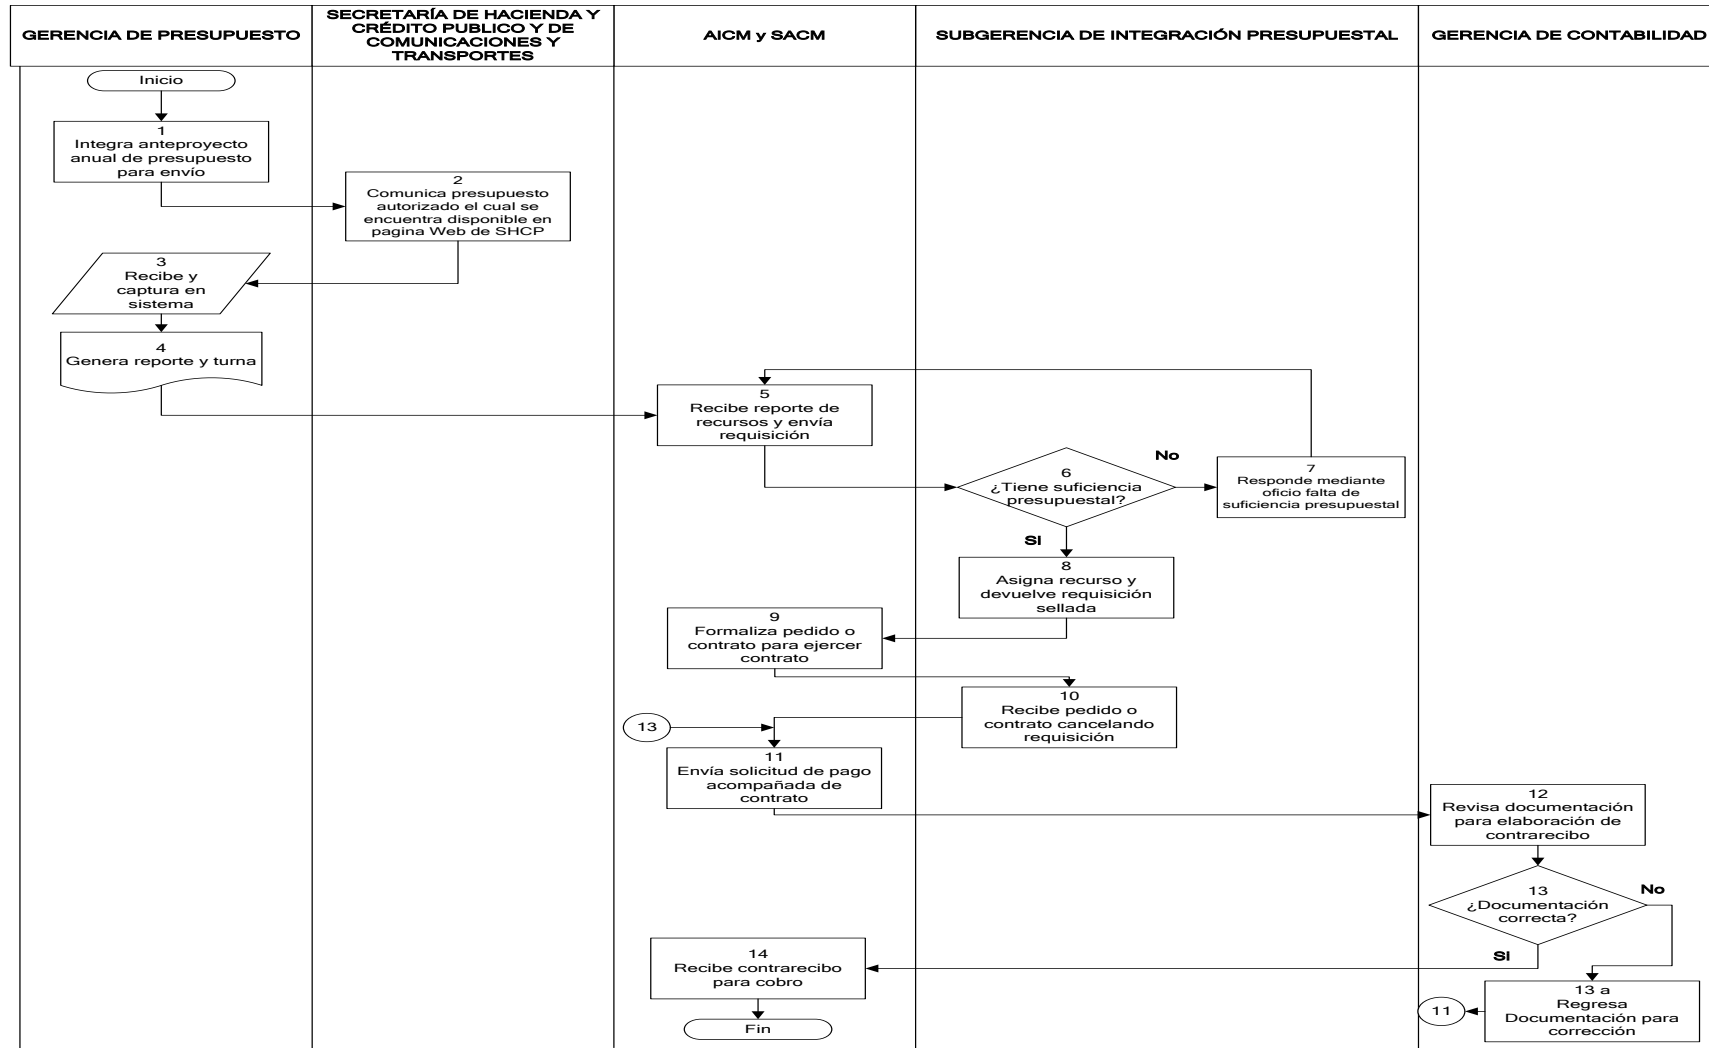 GERENCIA DE PRESUPUESTO
SECRETARÍA DE HACIENDA Y
CRÉDITO PUBLICO Y DE
COMUNICACIONES Y
TRANSPORTES
AICM y SACM
SUBGERENCIA DE INTEGRACIÓN PRESUPUESTAL
GERENCIA DE CONTABILIDAD
Inicio
1
Integra anteproyecto
anual de presupuesto
para envío
2
Comunica presupuesto
autorizado el cual se
encuentra disponible en
pagina Web de SHCP
3
Recibe y
captura en
sistema
4
Genera reporte y turna
5
Recibe reporte de
recursos y envía
requisición
6
¿Tiene suficiencia
presupuestal?
No
7
Responde mediante
oficio falta de
suficiencia presupuestal
SI
8
Asigna recurso y
devuelve requisición
sellada
9
Formaliza pedido o
contrato para ejercer
contrato
10
Recibe pedido o
contrato cancelando
requisición
13
11
Envía solicitud de pago
acompañada de
contrato
12
Revisa documentación
para elaboración de
contrarecibo
13
¿Documentación
correcta?
No
SI
14
Recibe contrarecibo
para cobro
13 a
Regresa
Documentación para
corrección
11
Fin